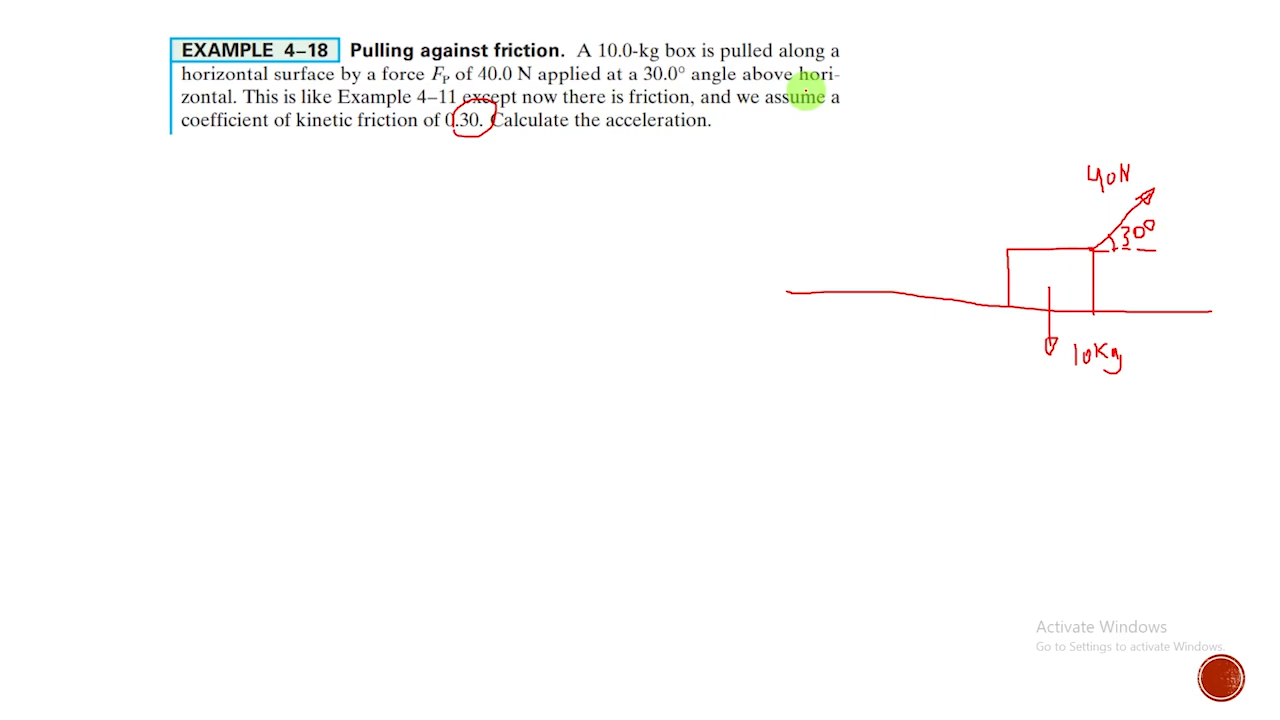 EXAMPLE 4–18 Pulling against friction. A 10.0-kg box is pulled along a
horizontal surface by a force FP of 40.0 N applied at a 30.0° angle above hori-
zontal. This is like Example 4–11 except now there is friction, and we assume a
coefficient of kinetic friction of 0.30. Calculate the acceleration.
40N
30°
10Kg
Activate Windows
Go to Settings to activate Windows.